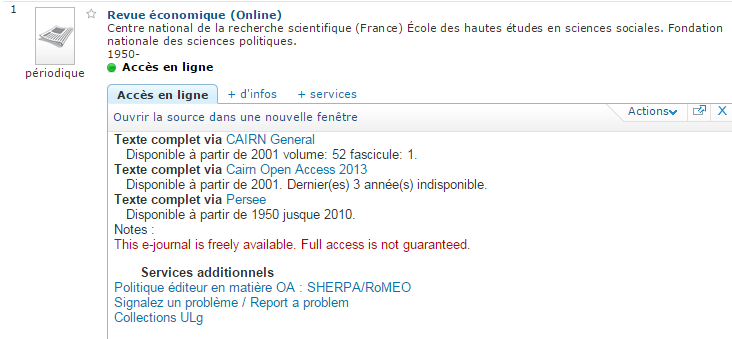 1
Revue économique (Online)
Centre national de la recherche scientifique (France) École des hautes études en sciences sociales. Fondation
nationale des sciences politiques.
1950-
Accès en ligne
périodique
Accès en ligne + d'infos + services
Ouvrir la source dans une nouvelle fenêtre
Actions X
Texte complet via CAIRN General
Disponible à partir de 2001 volume: 52 fascicule: 1.
Texte complet via Cairn Open Access 2013
Disponible à partir de 2001. Dernier(es) 3 année(s) indisponible.
Texte complet via Persee
Disponible à partir de 1950 jusque 2010.
Notes :
This e-journal is freely available. Full access is not guaranteed.
Services additionnels
Politique éditeur en matière OA : SHERPA/RoMEO
Signalez un problème / Report a problem
Collections ULg